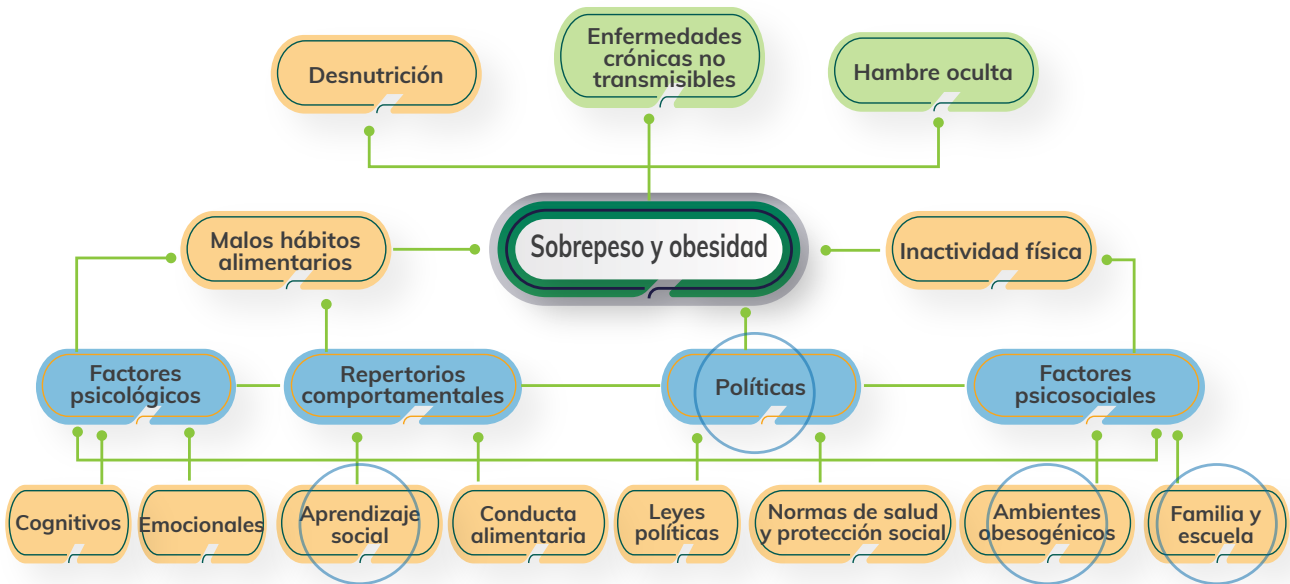 Desnutrición
Enfermedades
crónicas no
transmisibles
Hambre oculta
Malos hábitos
alimentarios
Sobrepeso y obesidad
Inactividad física
Factores
psicológicos
Repertorios
comportamentales
Políticas
Factores
psicosociales
Cognitivos
Emocionales
Aprendizaje
social
Conducta
alimentaria
Leyes
políticas
Normas de salud
y protección social
Ambientes
obesogénicos
Familia y
escuela